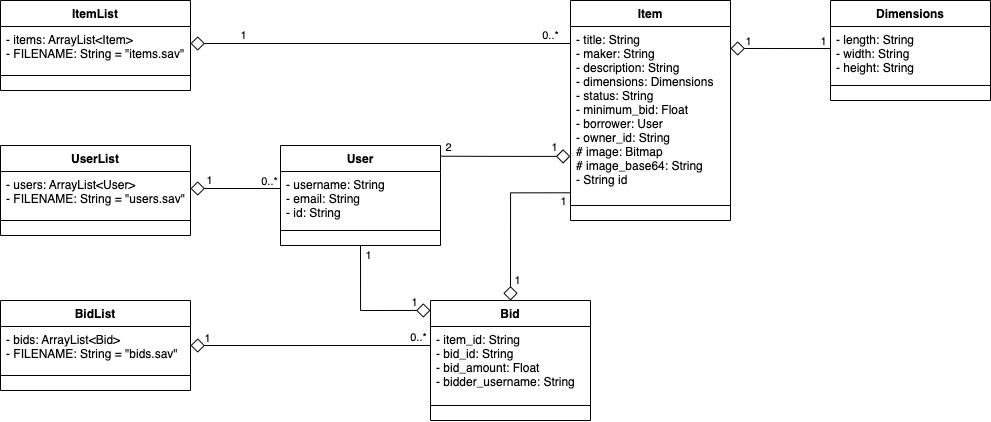 ItemList
- items: ArrayList<Item>
- FILENAME: String = "items.sav"
1
0..*
Item
- title: String
- maker: String
- description: String
- dimensions: Dimensions
- status: String
- minimum_bid: Float
- borrower: User
- owner_id: String
# image: Bitmap
# image_base64: String
- String id
1
1
Dimensions
- length: String
- width: String
- height: String
UserList
- users: ArrayList<User>
- FILENAME: String = "users.sav"
1
0..*
User
- username: String
- email: String
- id: String
2
1
1
1
1
1
BidList
- bids: ArrayList<Bid>
- FILENAME: String = "bids.sav"
1
0..*
Bid
- item_id: String
- bid_id: String
- bid_amount: Float
- bidder_username: String